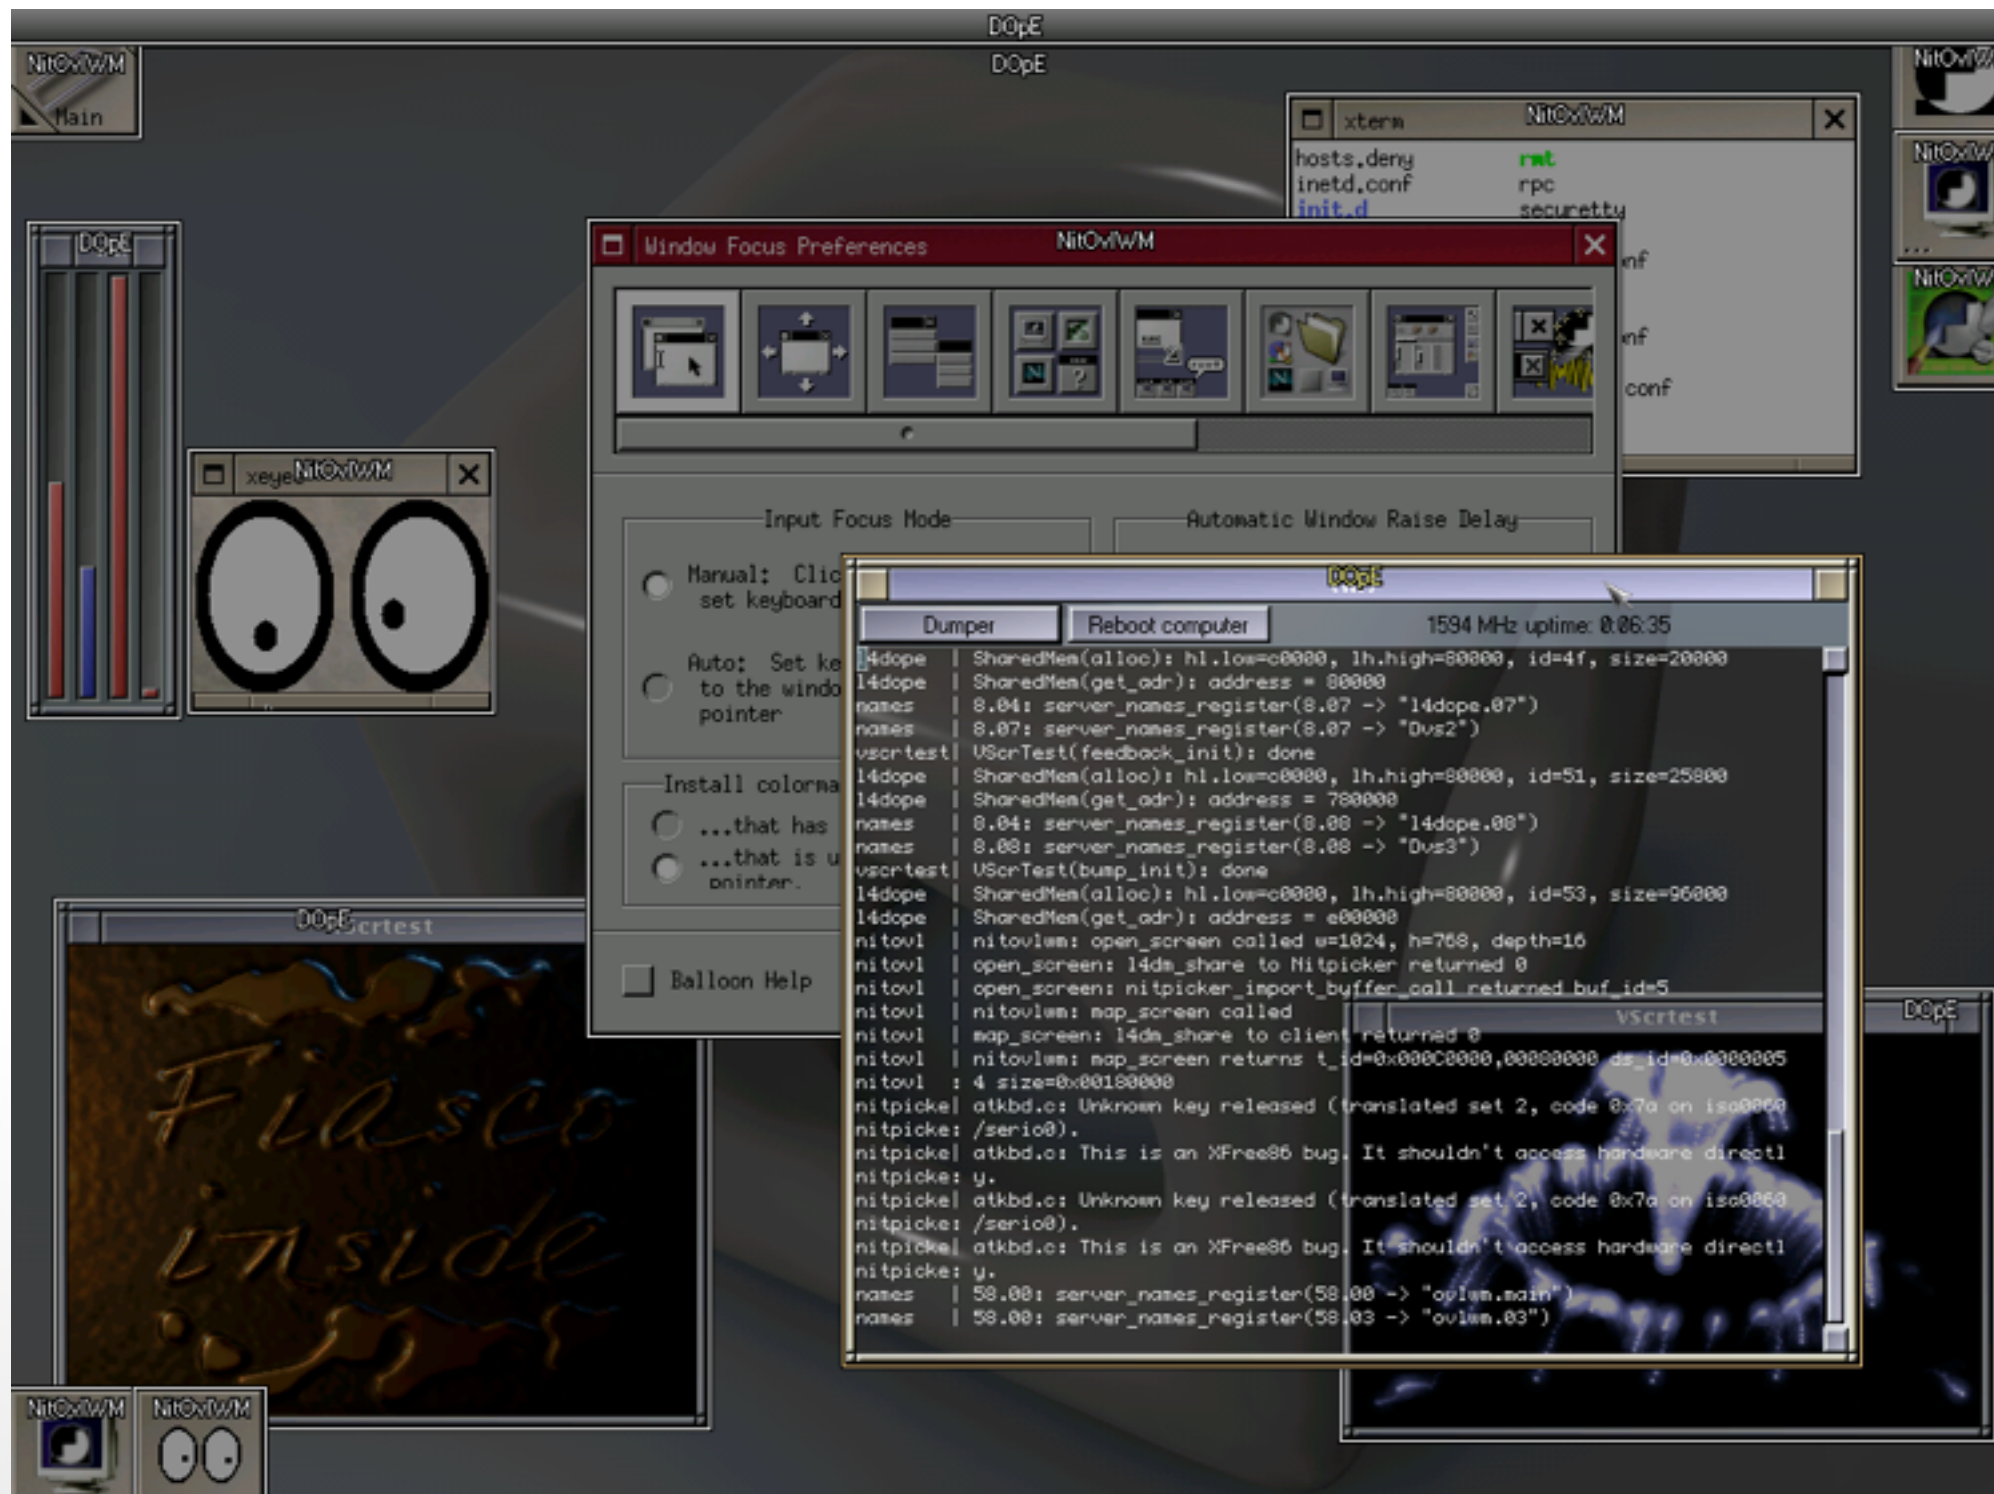 DOpE
DOpE
NitOvlWM
Main
NitOvlW
NitOvlWM
xterm
hosts.deny rmt
inetd.conf rpc
init.d securetty
nf
nf
conf
NitOvlW
...
NitOvlW
DOpE
Window Focus Preferences NitOvlWM
xeye NitOvlWM
Input Focus Mode
Automatic Window Raise Delay
Manual: Clic
set keyboard
Auto: Set ke
to the windo
pointer
Install colorma
...that has
...that is u
pointer.
Balloon Help
DOpE
Dumper Reboot computer 1594 MHz uptime: 0:06:35
l4dope | SharedMem(alloc): hl.low=c0000, lh.high=80000, id=4f, size=20000
l4dope | SharedMem(get_adr): address = 80000
names | 8.04: server_names_register(8.07 -> "l4dope.07")
names | 8.07: server_names_register(8.07 -> "Dvs2")
vscrtest| VScrTest(feedback_init): done
l4dope | SharedMem(alloc): hl.low=c0000, lh.high=80000, id=51, size=25800
l4dope | SharedMem(get_adr): address = 780000
names | 8.04: server_names_register(8.08 -> "l4dope.08")
names | 8.08: server_names_register(8.08 -> "Dvs3")
vscrtest| VScrTest(bump_init): done
l4dope | SharedMem(alloc): hl.low=c0000, lh.high=80000, id=53, size=96000
l4dope | SharedMem(get_adr): address = e00000
nitovl | nitovlwm: open_screen called w=1024, h=768, depth=16
nitovl | open_screen: l4dm_share to Nitpicker returned 0
nitovl | open_screen: nitpicker_import_buffer_call returned buf_id=5
nitovl | nitovlwm: map_screen called
nitovl | map_screen: l4dm_share to client returned 0
nitovl | nitovlwm: map_screen returns t_id=0x000C0000,00080000 ds_id=0x0000005
nitovl : 4 size=0x00180000
nitpicke| atkbd.c: Unknown key released (translated set 2, code 0x7a on isa0060
nitpicke: /serio0).
nitpicke| atkbd.c: This is an XFree86 bug. It shouldn't access hardware directl
nitpicke: y.
nitpicke| atkbd.c: Unknown key released (translated set 2, code 0x7a on isa0060
nitpicke: /serio0).
nitpicke| atkbd.c: This is an XFree86 bug. It shouldn't access hardware directl
nitpicke: y.
names | 58.00: server_names_register(58.00 -> "ovlwm.main")
names | 58.00: server_names_register(58.03 -> "ovlwm.03")
DOpE
crtest
Fiasco
inside
VScrtest
DOpE
NitOvlWM
NitOvlWM